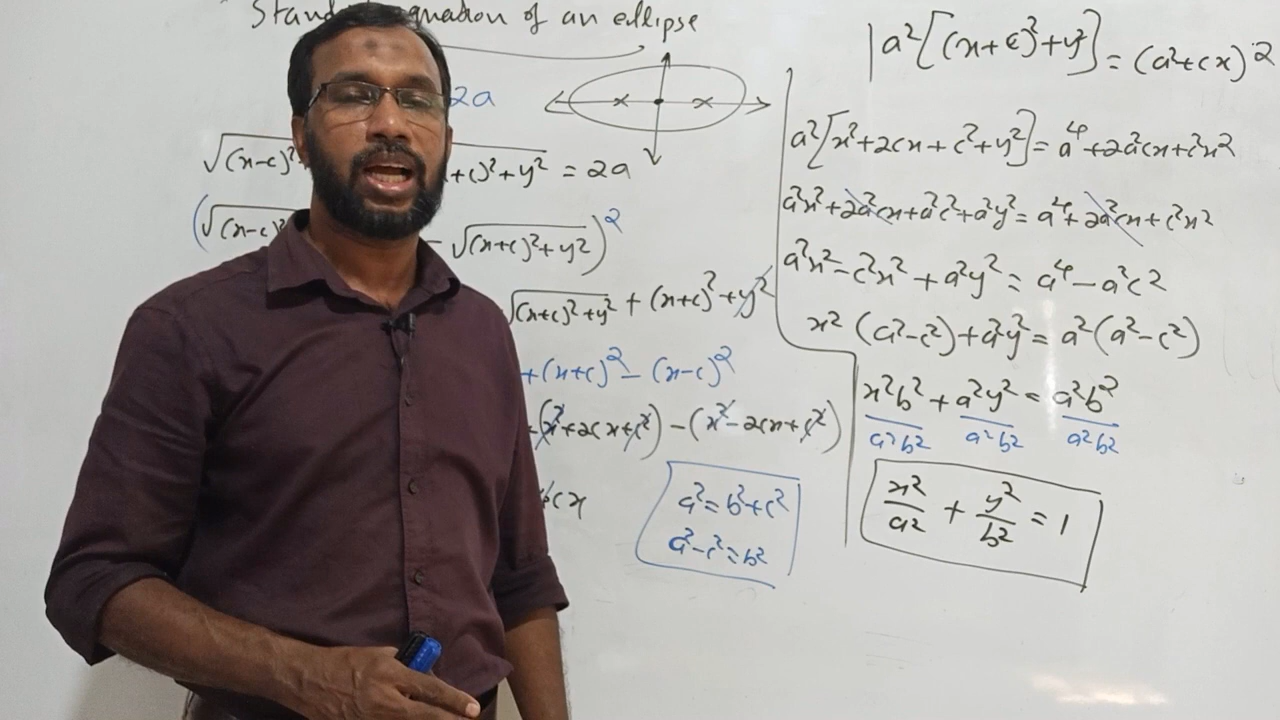 Stand quation of an ellipse
2a
√(x-c)² +c)²+y² = 2a
(√(x-c)² - √(x+c)²+y²)²
√(x+c)²+y² + (x+c)²+y²
+(x+c)² - (x-c)²
(x²+2cx+c²) - (x²-2cx+c²)
cx
a²=b²+c²
a²-c²=b²
a²[(x+c)²+y²] = (a²+cx)²
a²[x²+2cx+c²+y²] = a⁴+2a²cx+c²x²
a²x²+2a²cx+a²c²+a²y² = a⁴+2a²cx+c²x²
a²x²-c²x²+a²y² = a⁴-a²c²
x²(a²-c²)+a²y² = a²(a²-c²)
x²b²+a²y² = a²b²
a²b² a²b² a²b²
x²/a² + y²/b² = 1